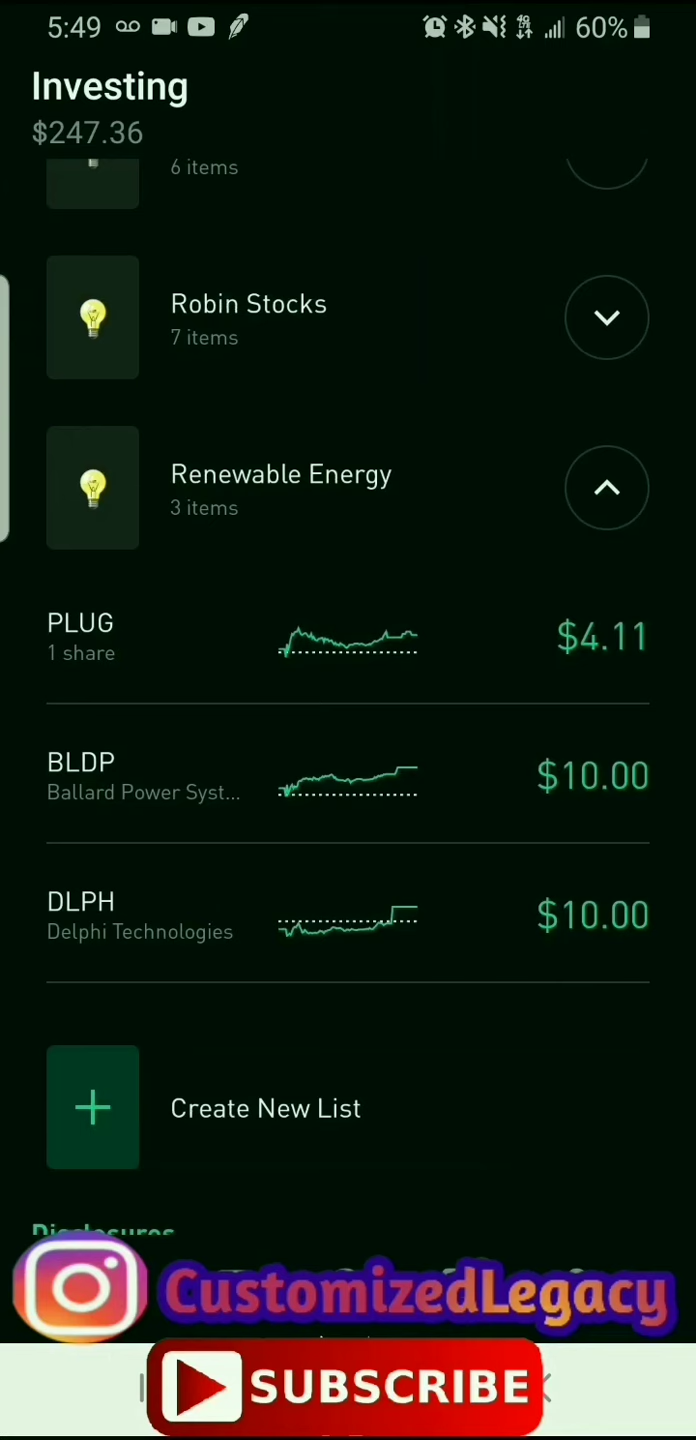 5:49
60%
Investing
$247.36
6 items
Robin Stocks
7 items
Renewable Energy
3 items
PLUG
1 share
$4.11
BLDP
Ballard Power Syst...
$10.00
DLPH
Delphi Technologies
$10.00
Create New List
Disclosures
CustomizedLegacy
SUBSCRIBE